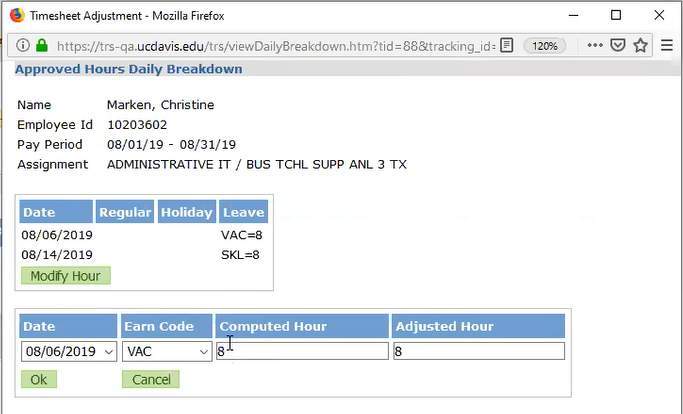 Timesheet Adjustment - Mozilla Firefox
https://trs-qa.ucdavis.edu/trs/viewDailyBreakdown.htm?tid=88&tracking_id= 120%
Approved Hours Daily Breakdown
Name Marken, Christine
Employee Id 10203602
Pay Period 08/01/19 - 08/31/19
Assignment ADMINISTRATIVE IT / BUS TCHL SUPP ANL 3 TX
Date Regular Holiday Leave
08/06/2019 VAC=8
08/14/2019 SKL=8
Modify Hour
Date Earn Code Computed Hour Adjusted Hour
08/06/2019 VAC 8 8
Ok Cancel